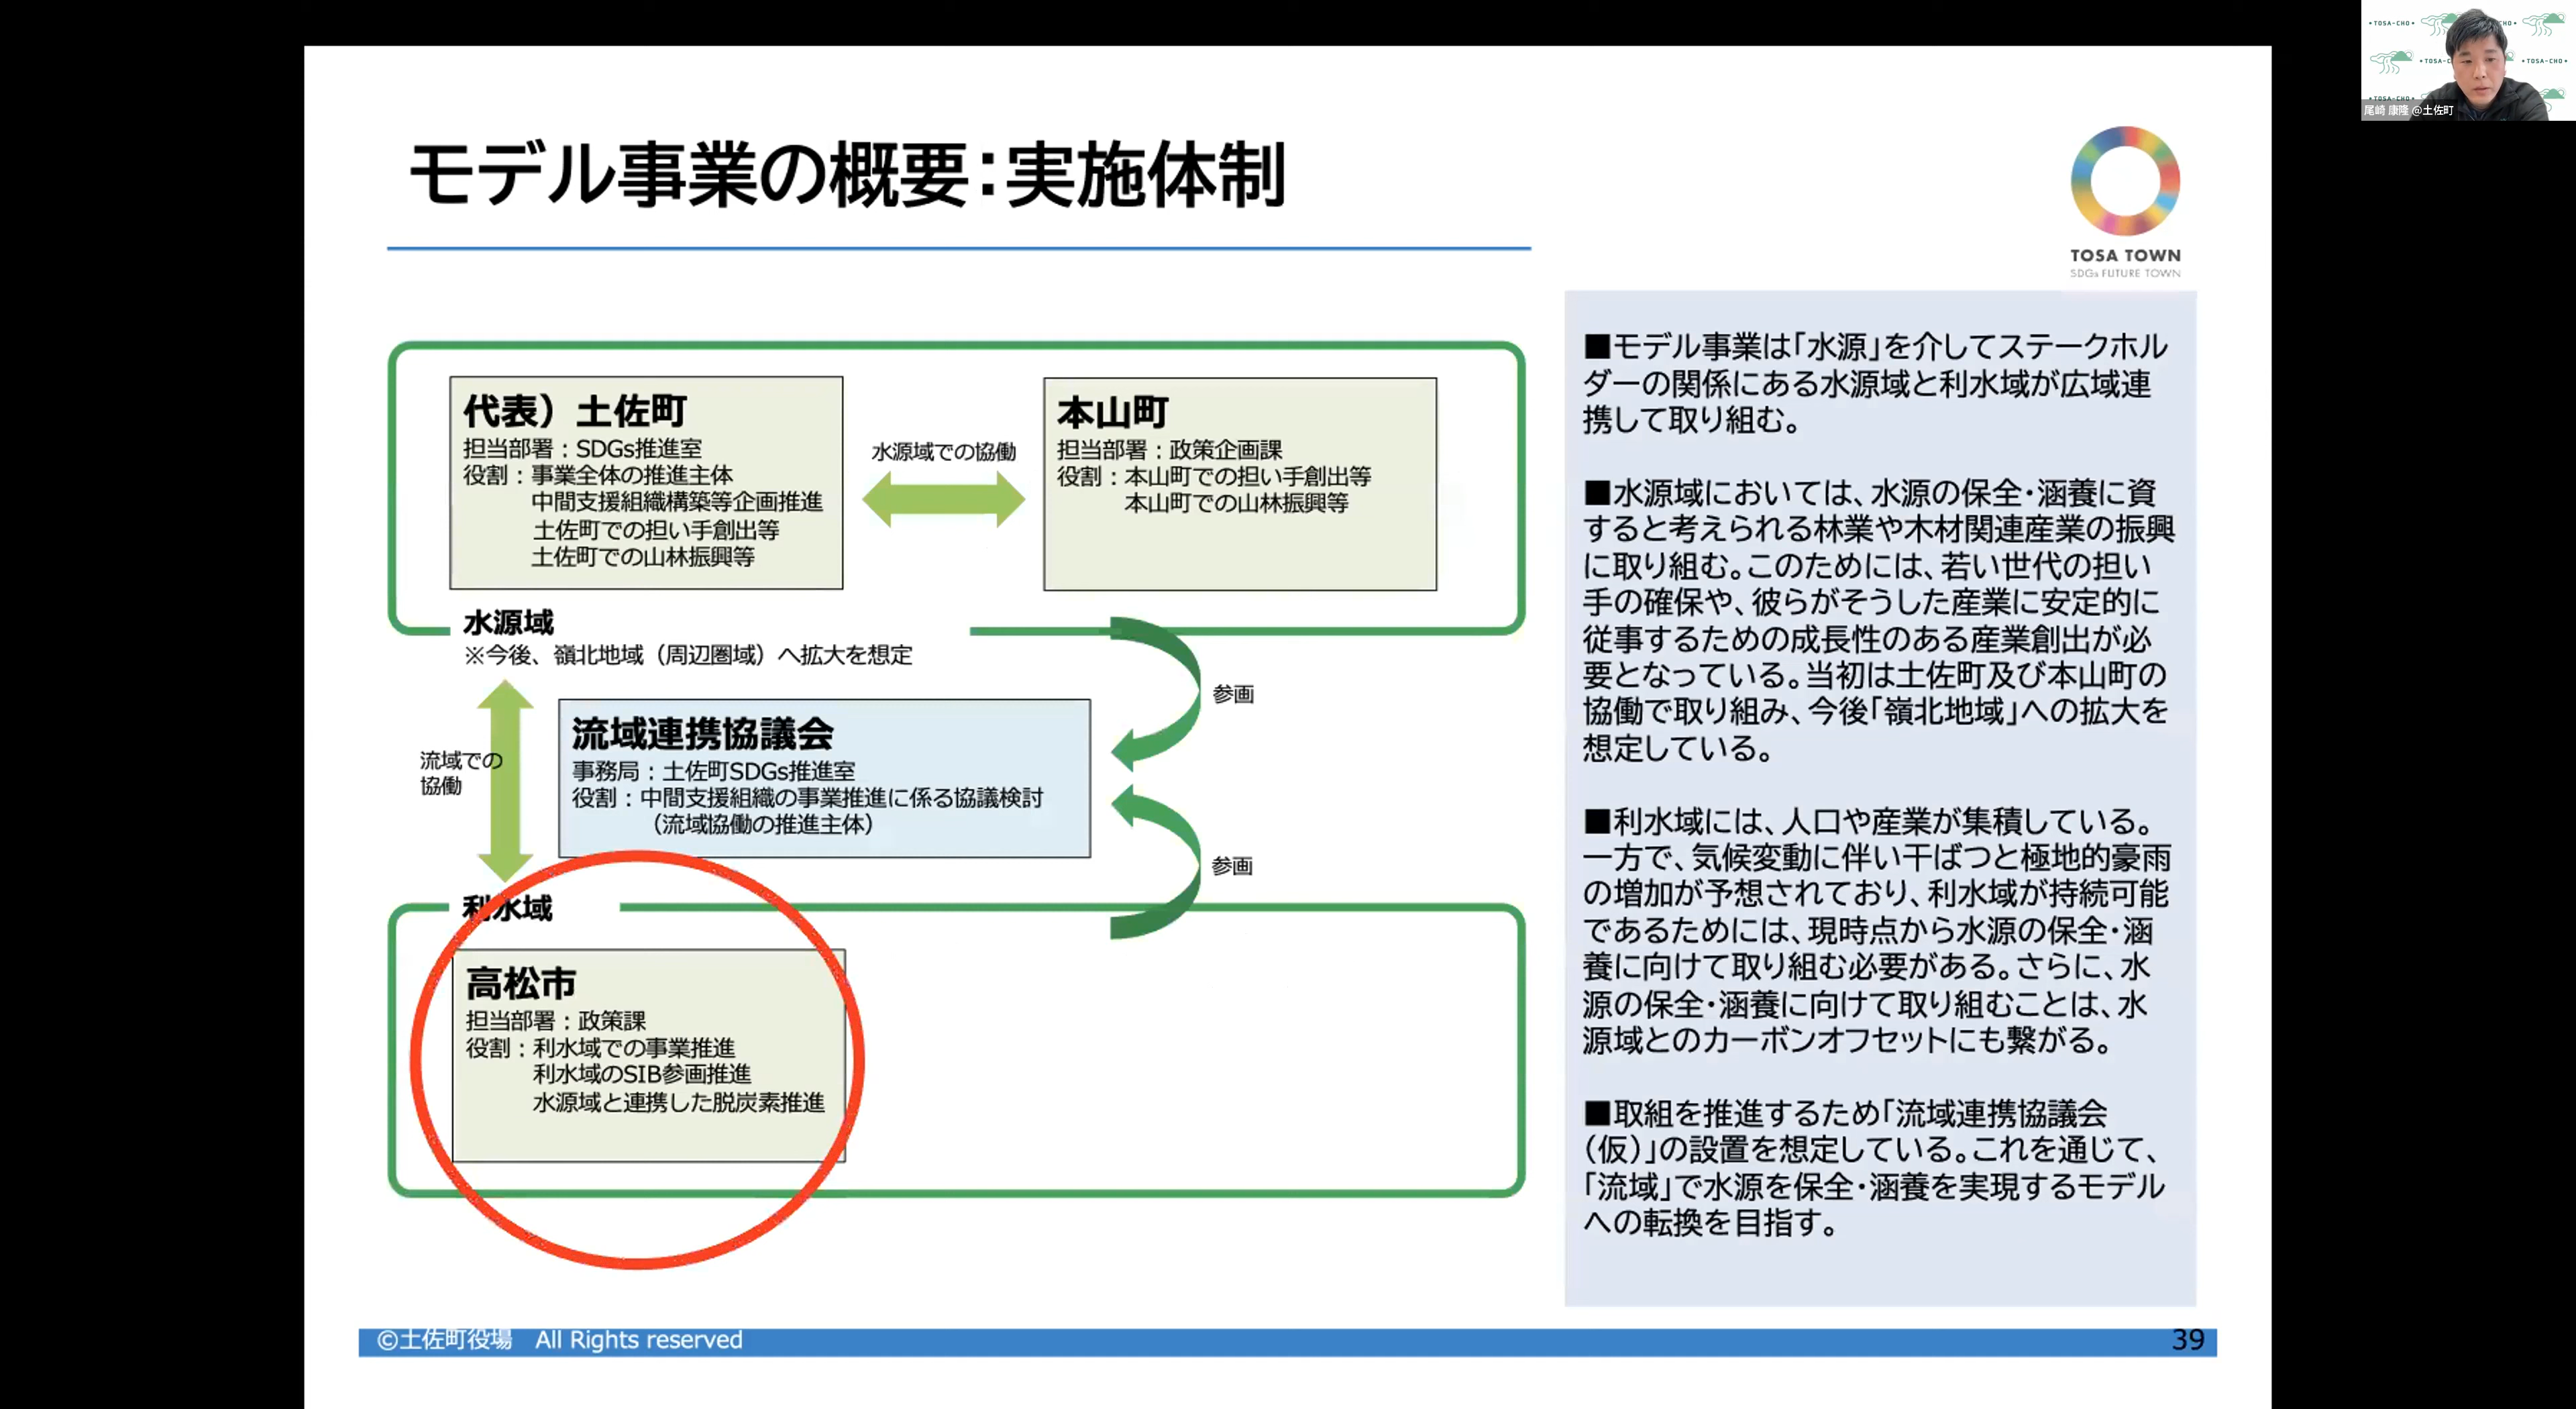 モデル事業の概要：実施体制
TOSA TOWN
SDGs FUTURE TOWN
代表）土佐町
担当部署：SDGs推進室
役割：事業全体の推進主体
中間支援組織構築等企画推進
土佐町での担い手創出等
土佐町での山林振興等
水源域での協働
本山町
担当部署：政策企画課
役割：本山町での担い手創出等
本山町での山林振興等
水源域
※今後、嶺北地域（周辺圏域）へ拡大を想定
参画
流域での
協働
流域連携協議会
事務局：土佐町SDGs推進室
役割：中間支援組織の事業推進に係る協議検討
（流域協働の推進主体）
参画
利水域
高松市
担当部署：政策課
役割：利水域での事業推進
利水域のSIB参画推進
水源域と連携した脱炭素推進
■モデル事業は「水源」を介してステークホル
ダーの関係にある水源域と利水域が広域連
携して取り組む。
■水源域においては、水源の保全・涵養に資
すると考えられる林業や木材関連産業の振興
に取り組む。このためには、若い世代の担い
手の確保や、彼らがそうした産業に安定的に
従事するための成長性のある産業創出が必
要となっている。当初は土佐町及び本山町の
協働で取り組み、今後「嶺北地域」への拡大を
想定している。
■利水域には、人口や産業が集積している。
一方で、気候変動に伴い干ばつと極地的豪雨
の増加が予想されており、利水域が持続可能
であるためには、現時点から水源の保全・涵
養に向けて取り組む必要がある。さらに、水
源の保全・涵養に向けて取り組むことは、水
源域とのカーボンオフセットにも繋がる。
■取組を推進するため「流域連携協議会
（仮）」の設置を想定している。これを通じて、
「流域」で水源を保全・涵養を実現するモデル
への転換を目指す。
©土佐町役場　All Rights reserved
39
•TOSA-CHO•
•TOSA-CHO•
尾崎 康隆@土佐町